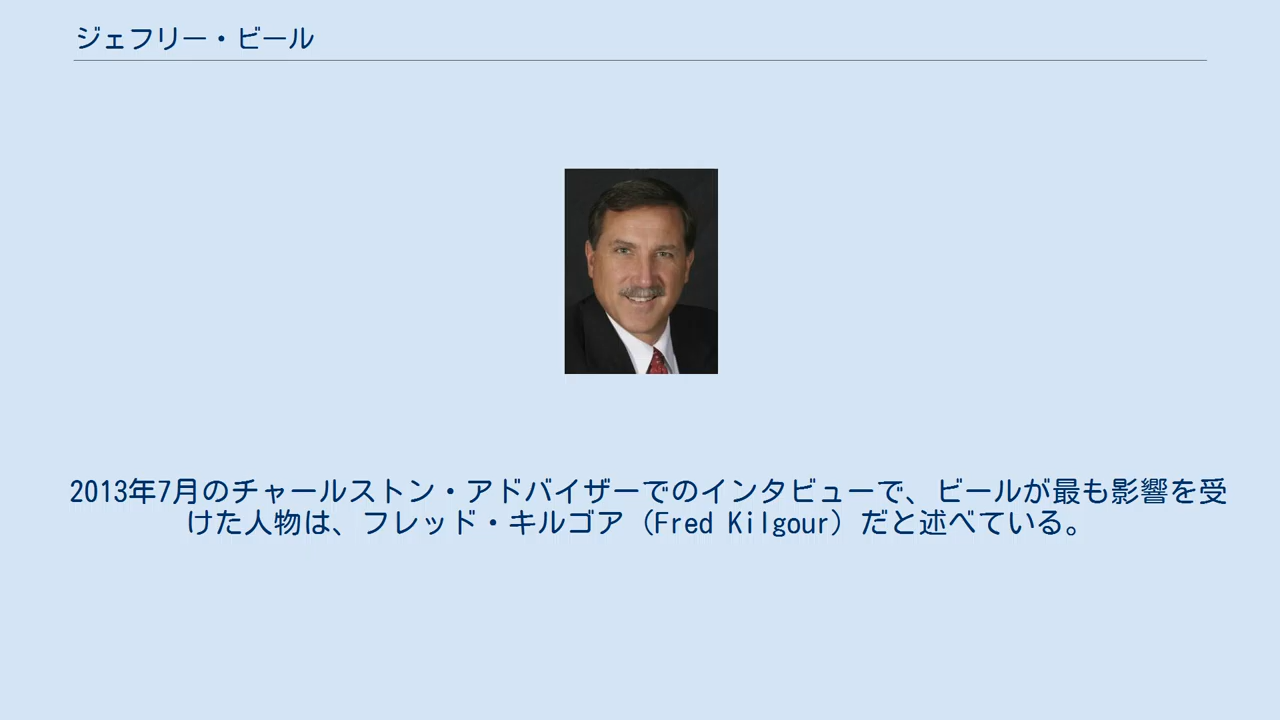 ジェフリー・ビール
2013年7月のチャールストン・アドバイザーでのインタビューで、ビールが最も影響を受
けた人物は、フレッド・キルゴア（Fred Kilgour）だと述べている。